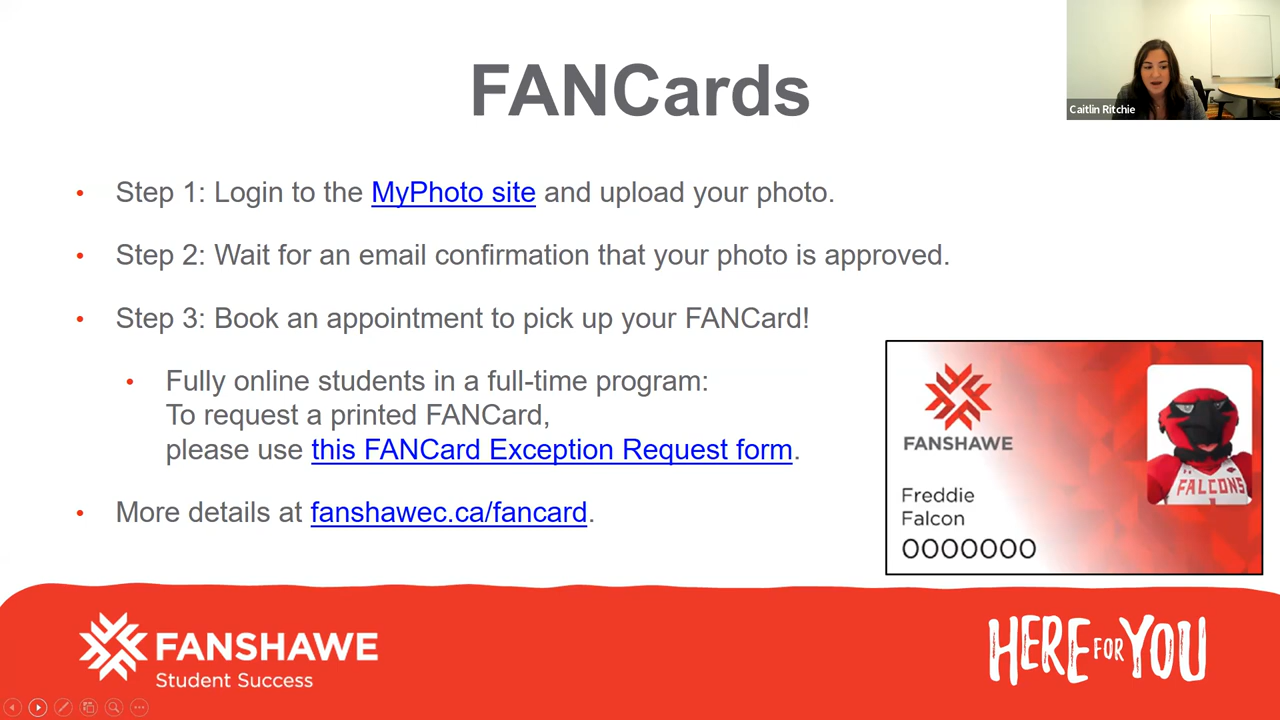 FANCards
Caitlin Ritchie
• Step 1: Login to the MyPhoto site and upload your photo.
• Step 2: Wait for an email confirmation that your photo is approved.
• Step 3: Book an appointment to pick up your FANCard!
• Fully online students in a full-time program:
To request a printed FANCard,
please use this FANCard Exception Request form.
• More details at fanshawec.ca/fancard.
FANSHAWE
FALCONS
Freddie
Falcon
0000000
FANSHAWE
Student Success
HERE FOR YOU